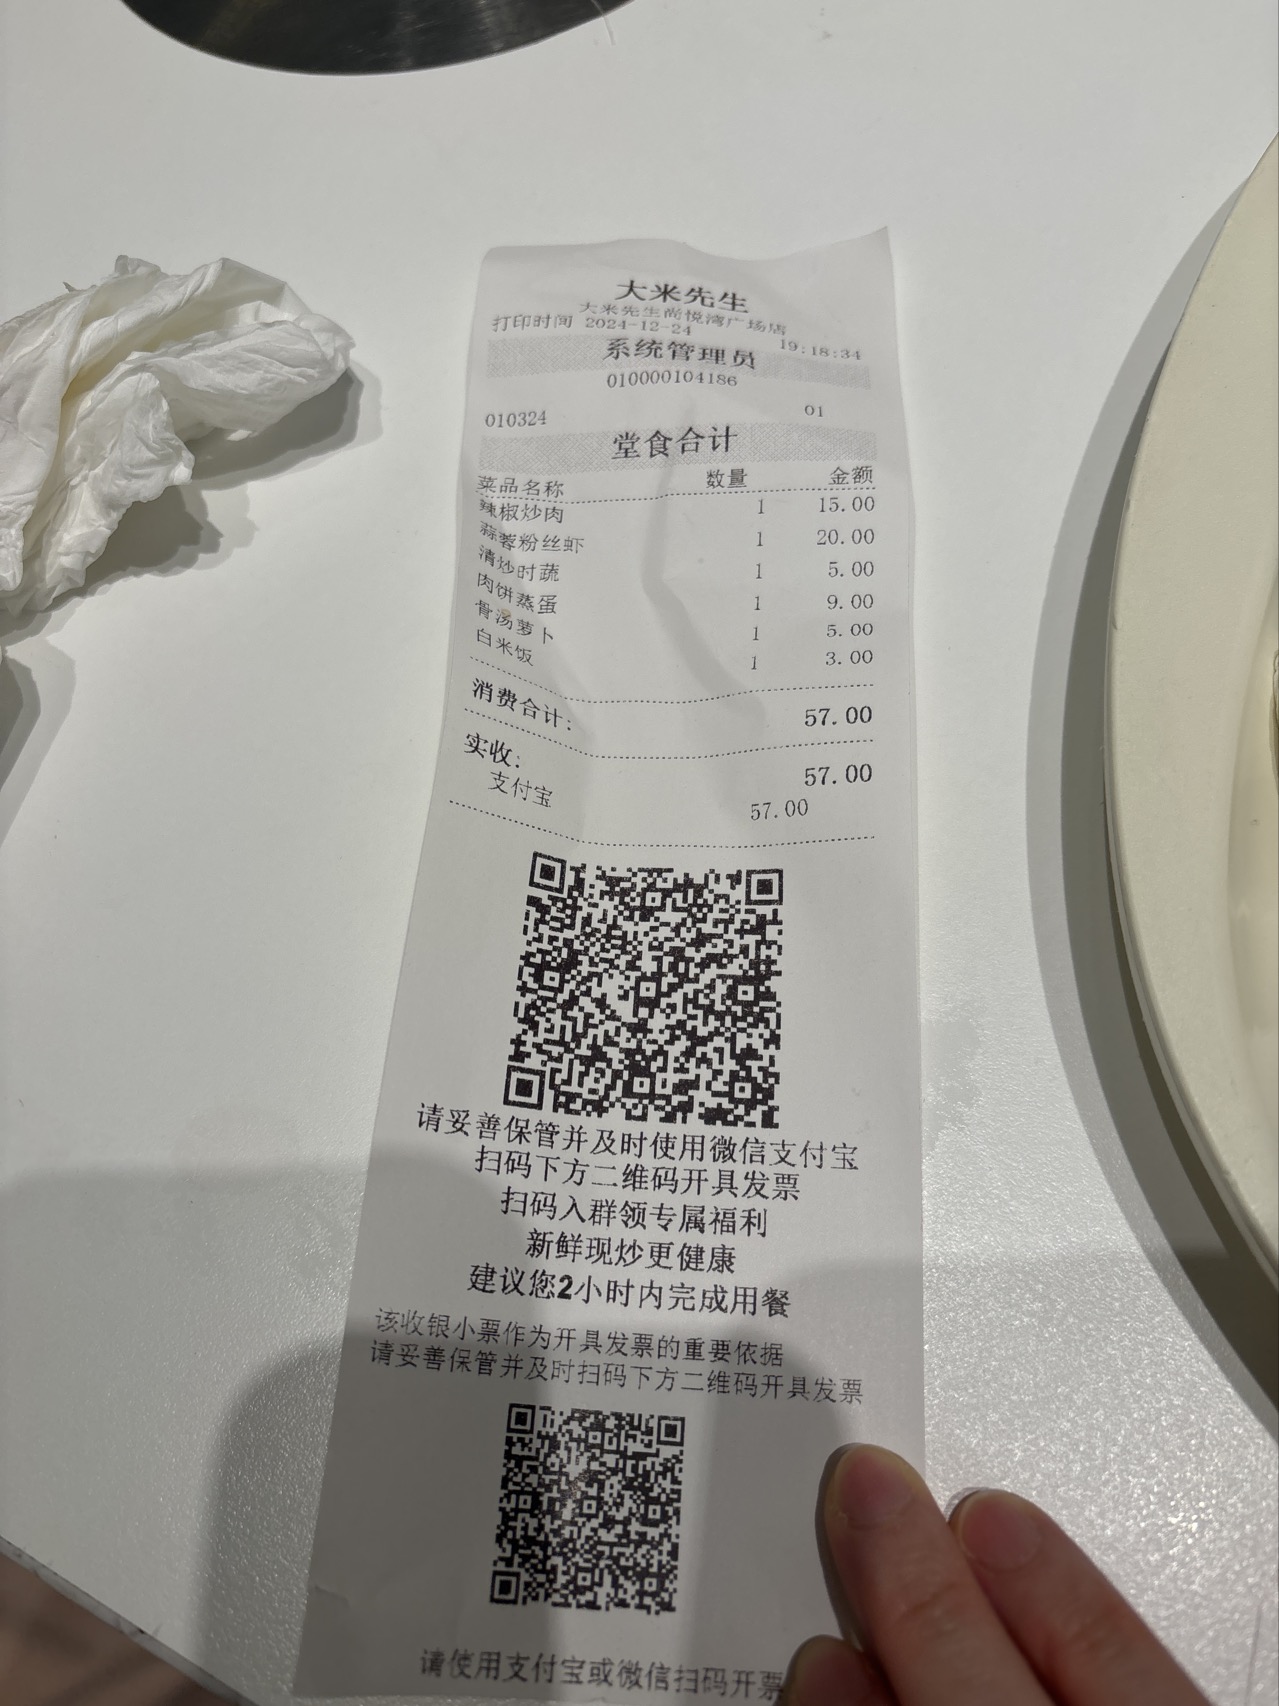 大米先生
大米先生尚悦湾广场店
打印时间 2024-12-24 19:18:34
系统管理员
010000104186
010324 01
堂食合计
菜品名称 数量 金额
辣椒炒肉 1 15.00
蒜蓉粉丝虾 1 20.00
清炒时蔬 1 5.00
肉饼蒸蛋 1 9.00
骨汤萝卜 1 5.00
白米饭 1 3.00
消费合计: 57.00
实收: 57.00
支付宝 57.00
请妥善保管并及时使用微信支付宝
扫码下方二维码开具发票
扫码入群领专属福利
新鲜现炒更健康
建议您2小时内完成用餐
该收银小票作为开具发票的重要依据
请妥善保管并及时扫码下方二维码开具发票
请使用支付宝或微信扫码开票